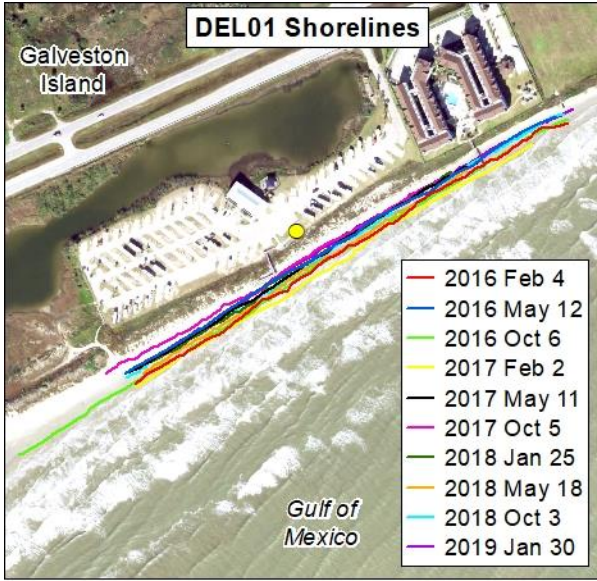 DEL01 Shorelines
Galveston
Island
2016 Feb 4
2016 May 12
2016 Oct 6
2017 Feb 2
2017 May 11
2017 Oct 5
2018 Jan 25
2018 May 18
2018 Oct 3
2019 Jan 30
Gulf of
Mexico